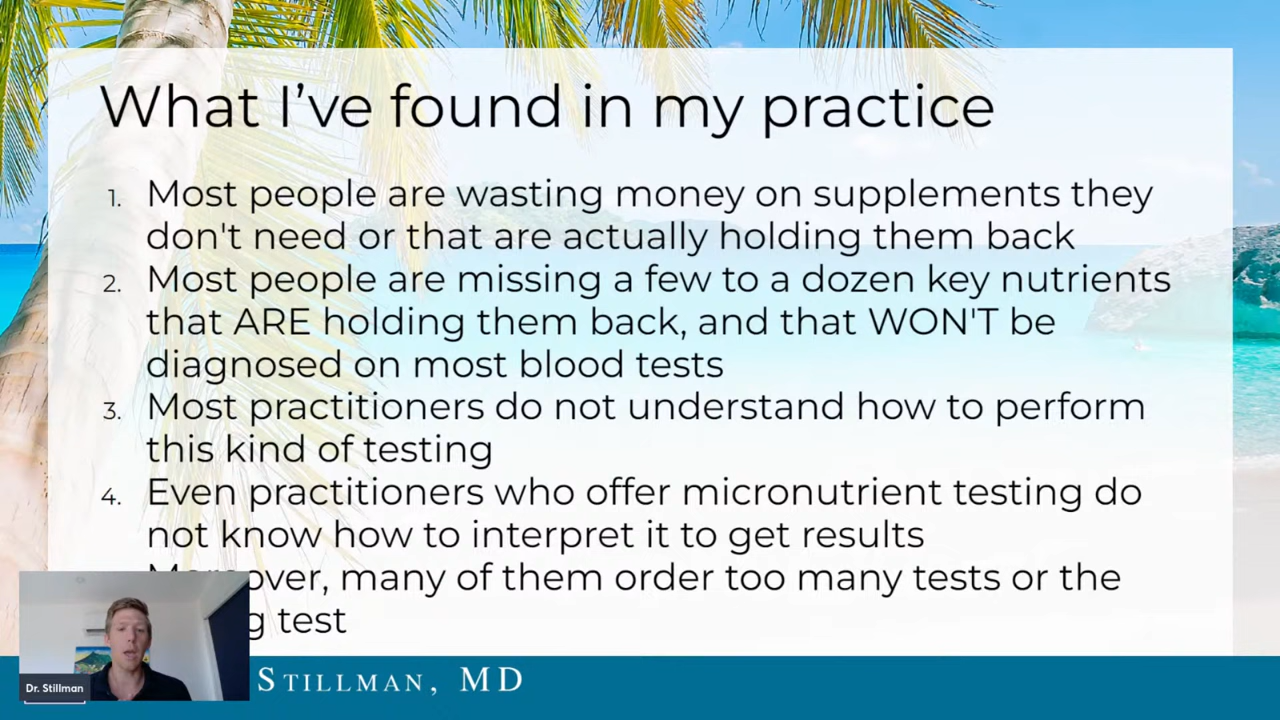 What I've found in my practice
1. Most people are wasting money on supplements they
don't need or that are actually holding them back
2. Most people are missing a few to a dozen key nutrients
that ARE holding them back, and that WON'T be
diagnosed on most blood tests
3. Most practitioners do not understand how to perform
this kind of testing
4. Even practitioners who offer micronutrient testing do
not know how to interpret it to get results
many of them order too many tests or the
test
Dr. Stillman
STILLMAN, MD